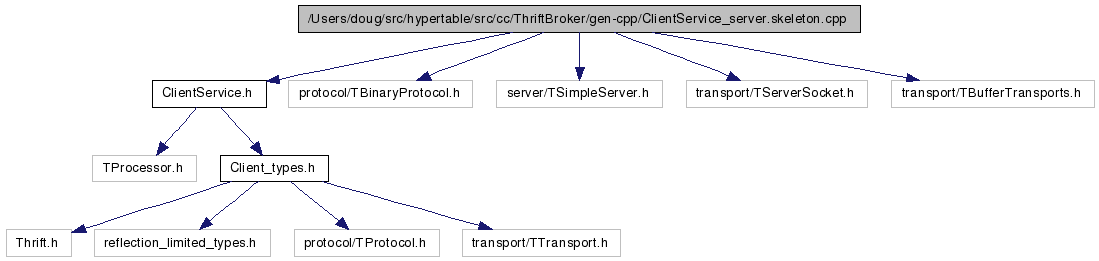 /Users/doug/src/hypertable/src/cc/ThriftBroker/gen-cpp/ClientService_server.skeleton.cpp
ClientService.h
protocol/TBinaryProtocol.h
server/TSimpleServer.h
transport/TServerSocket.h
transport/TBufferTransports.h
TProcessor.h
Client_types.h
Thrift.h
reflection_limited_types.h
protocol/TProtocol.h
transport/TTransport.h